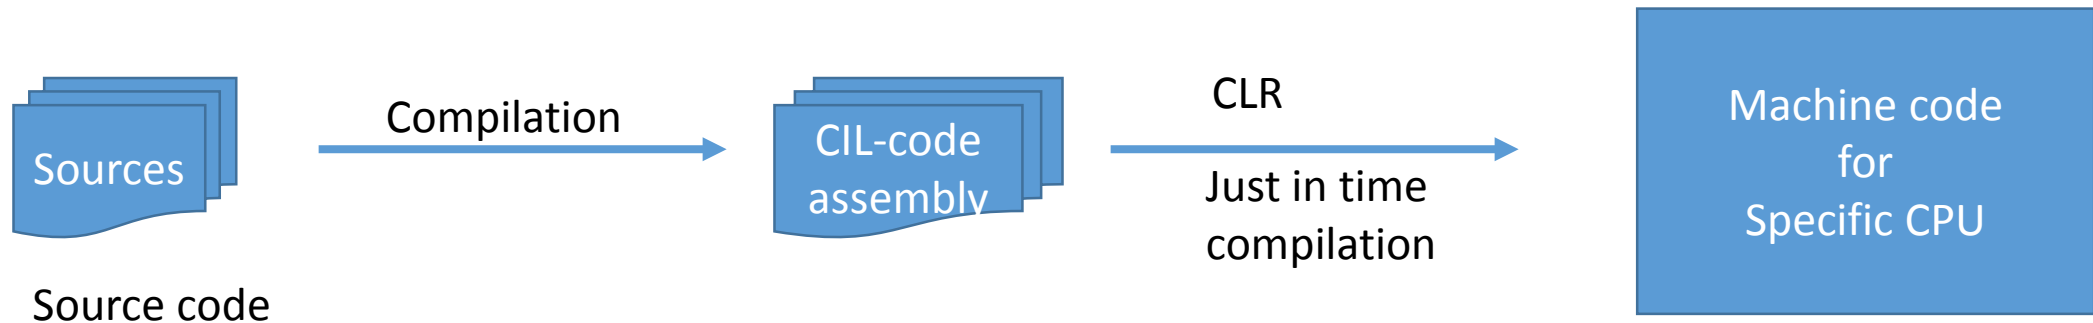 Sources
Source code
Compilation
CIL-code
assembly
CLR
Just in time
compilation
Machine code
for
Specific CPU